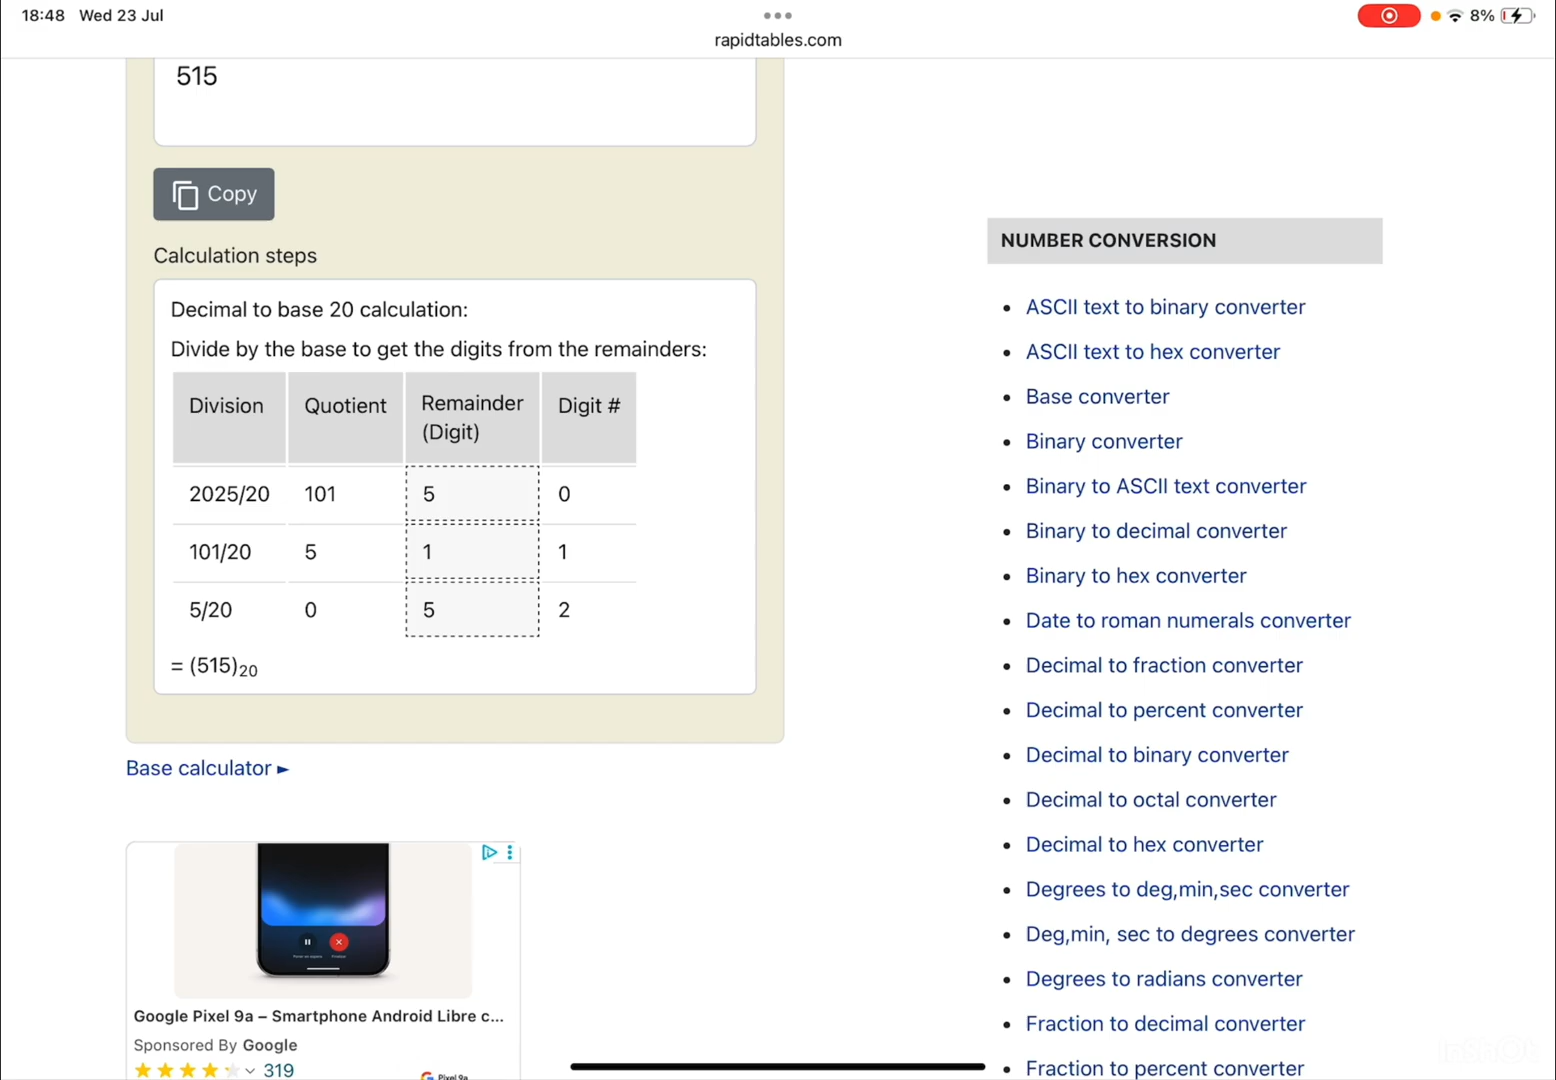 18:48 Wed 23 Jul
8%
rapidtables.com
515
Copy
Calculation steps
Decimal to base 20 calculation:
Divide by the base to get the digits from the remainders:
Division Quotient Remainder (Digit) Digit #
2025/20 101 5 0
101/20 5 1 1
5/20 0 5 2
= (515)20
Base calculator ►
Google Pixel 9a – Smartphone Android Libre c...
Sponsored By Google
319
Pixel 9a
NUMBER CONVERSION
ASCII text to binary converter
ASCII text to hex converter
Base converter
Binary converter
Binary to ASCII text converter
Binary to decimal converter
Binary to hex converter
Date to roman numerals converter
Decimal to fraction converter
Decimal to percent converter
Decimal to binary converter
Decimal to octal converter
Decimal to hex converter
Degrees to deg,min,sec converter
Deg,min, sec to degrees converter
Degrees to radians converter
Fraction to decimal converter
Fraction to percent converter